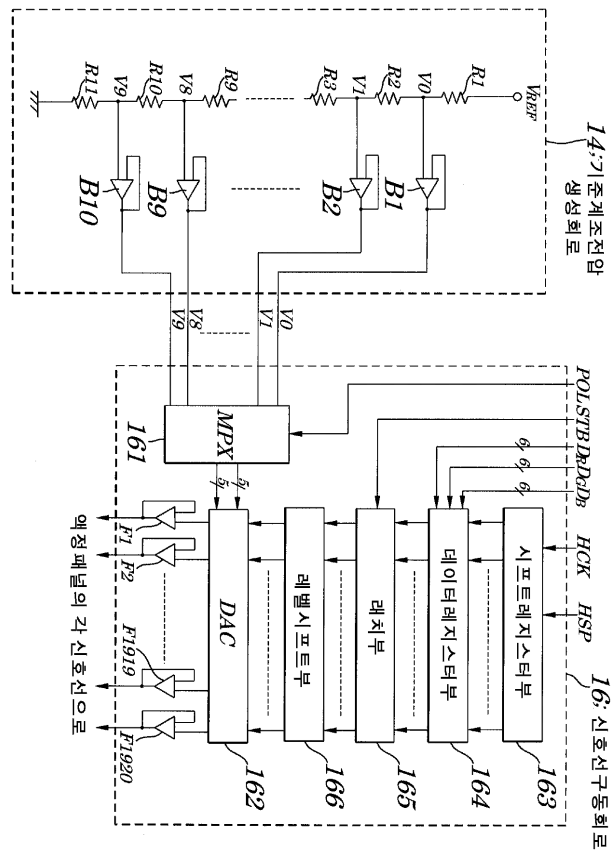 14;기준계조전압
생성회로
VREF
R1
V0
R2
V1
R3
R9
V8
R10
V9
R11
B1
B2
B9
B10
V0
V1
V8
V9
16; 신호선구동회로
POL STB DR DG DB HCK HSP
6 6 6
MPX
161
5 5
시프트레지스터부
163
데이터레지스터부
164
래치부
165
레벨시프트부
166
DAC
162
F1
F2
F1919
F1920
액정패널의 각 신호선으로